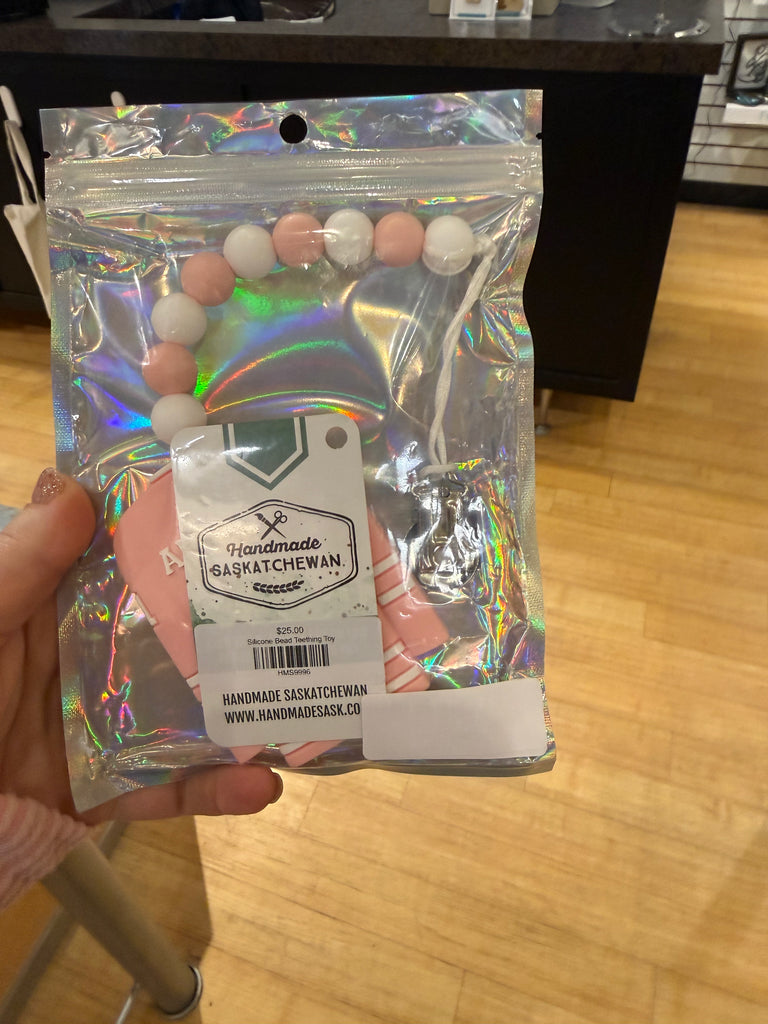 A
Handmade
SASKATCHEWAN
$25.00
Silicone Bead Teething Toy
HMS9996
HANDMADE SASKATCHEWAN
WWW.HANDMADESASK.CO